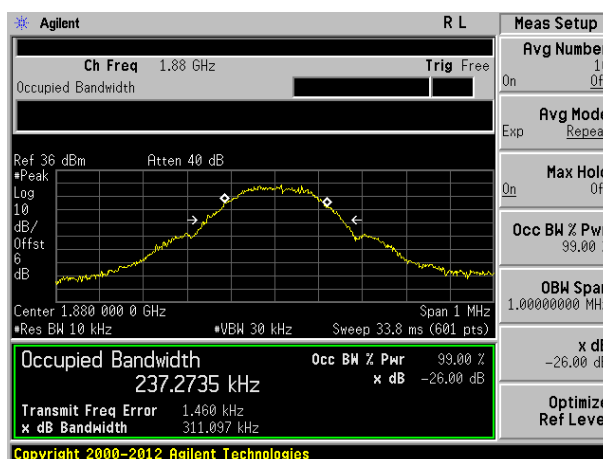 Agilent R L
Ch Freq 1.88 GHz Trig Free
Occupied Bandwidth
Ref 36 dBm Atten 40 dB
#Peak
Log
10
dB/
Offst
6
dB
Center 1.880 000 0 GHz Span 1 MHz
#Res BW 10 kHz #VBW 30 kHz Sweep 33.8 ms (601 pts)
Occupied Bandwidth Occ BW % Pwr 99.00 %
237.2735 kHz x dB -26.00 dB
Transmit Freq Error 1.460 kHz
x dB Bandwidth 311.097 kHz
Copyright 2000-2012 Agilent Technologies
Meas Setup
Avg Number
10
On Of
Avg Mode
Exp Repea
Max Hold
On Of
Occ BW % Pwr
99.00 %
OBW Span
1.00000000 MH
x dB
-26.00 dB
Optimize
Ref Level